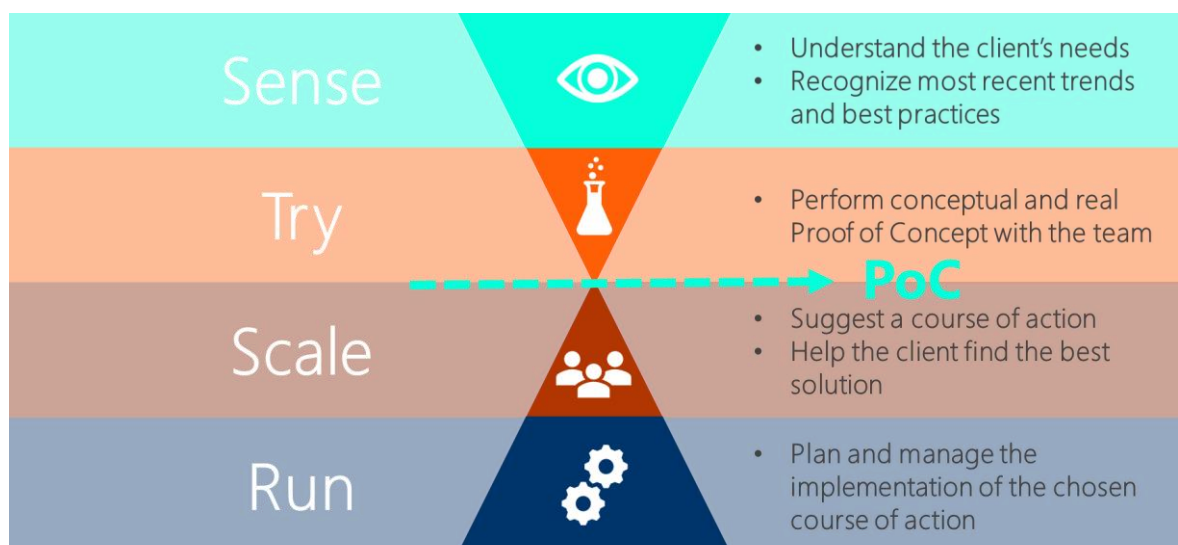 Sense
• Understand the client's needs
• Recognize most recent trends
and best practices
Try
• Perform conceptual and real
Proof of Concept with the team
PoC
Scale
• Suggest a course of action
• Help the client find the best
solution
Run
• Plan and manage the
implementation of the chosen
course of action